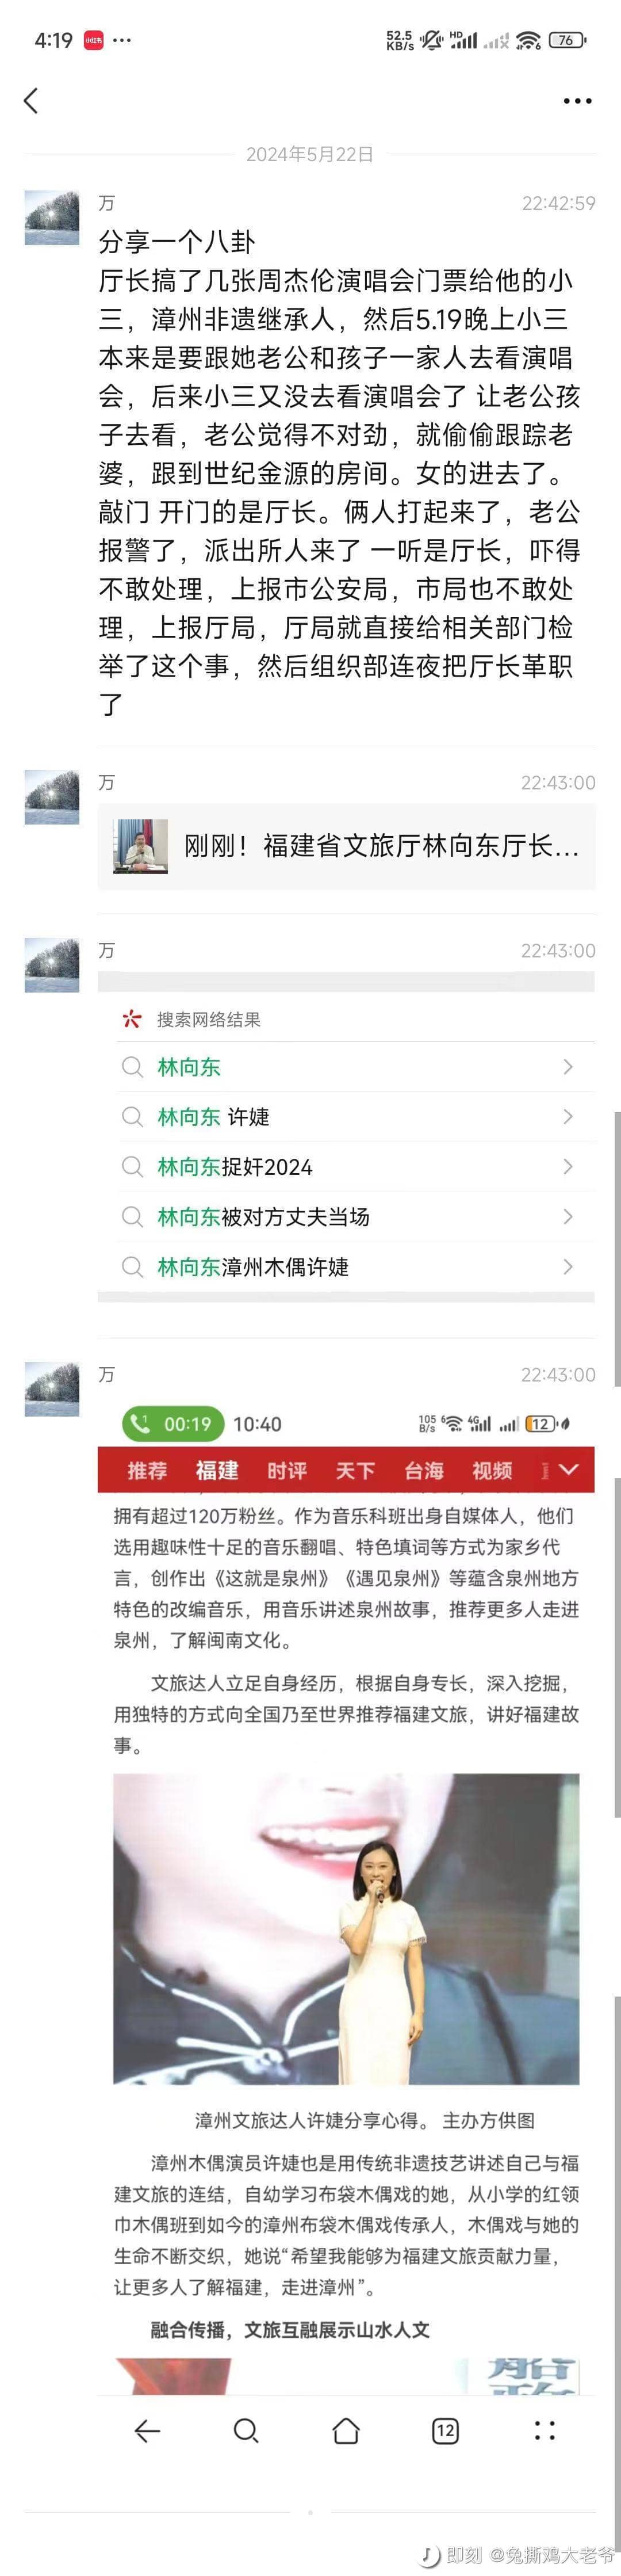 4:19 小红书 ··· 52.5 KB/s HD 6 76
2024年5月22日
万 22:42:59
分享一个八卦
厅长搞了几张周杰伦演唱会门票给他的小
三，漳州非遗继承人，然后5.19晚上小三
本来是要跟她老公和孩子一家人去看演唱
会，后来小三又没去看演唱会了 让老公孩
子去看，老公觉得不对劲，就偷偷跟踪老
婆，跟到世纪金源的房间。女的进去了。
敲门 开门的是厅长。俩人打起来了，老公
报警了，派出所人来了 一听是厅长，吓得
不敢处理，上报市公安局，市局也不敢处
理，上报厅局，厅局就直接给相关部门检
举了这个事，然后组织部连夜把厅长革职
了
万 22:43:00
刚刚！福建省文旅厅林向东厅长...
万 22:43:00
搜索网络结果
林向东
林向东 许婕
林向东捉奸2024
林向东被对方丈夫当场
林向东漳州木偶许婕
万 22:43:00
1 00:19 10:40 105 B/s 6 4G 12
推荐 福建 时评 天下 台海 视频
拥有超过120万粉丝。作为音乐科班出身自媒体人，他们
选用趣味性十足的音乐翻唱、特色填词等方式为家乡代
言，创作出《这就是泉州》《遇见泉州》等蕴含泉州地方
特色的改编音乐，用音乐讲述泉州故事，推荐更多人走进
泉州，了解闽南文化。
文旅达人立足自身经历，根据自身专长，深入挖掘，
用独特的方式向全国乃至世界推荐福建文旅，讲好福建故
事。
漳州文旅达人许婕分享心得。 主办方供图
漳州木偶演员许婕也是用传统非遗技艺讲述自己与福
建文旅的连结，自幼学习布袋木偶戏的她，从小学的红领
巾木偶班到如今的漳州布袋木偶戏传承人，木偶戏与她的
生命不断交织，她说“希望我能够为福建文旅贡献力量，
让更多人了解福建，走进漳州”。
融合传播，文旅互融展示山水人文
12
即刻 @兔撕鸡大老爷